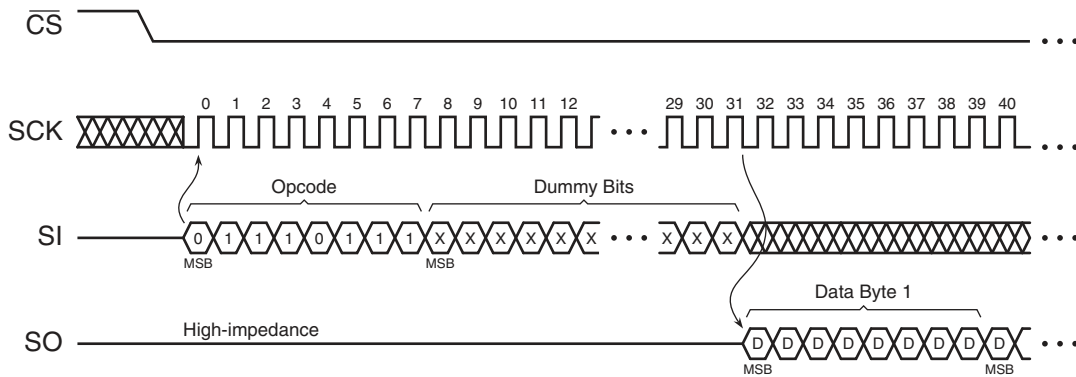 CS
• • •
0 1 2 3 4 5 6 7 8 9 10 11 12 29 30 31 32 33 34 35 36 37 38 39 40
SCK
• • • • • •
Opcode Dummy Bits
SI 0 1 1 1 0 1 1 1 X X X X X X • • • X X X • • •
MSB MSB
Data Byte 1
High-impedance
SO D D D D D D D D D • • •
MSB MSB